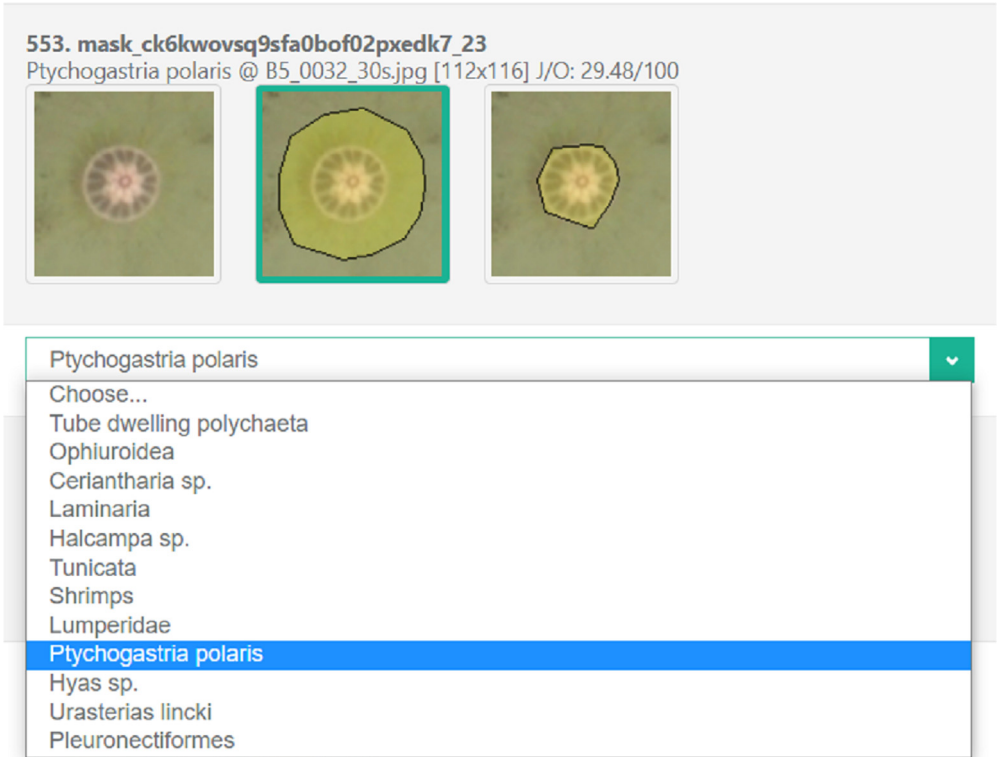 553. mask_ck6kwovsq9sfa0bof02pxedk7_23
Ptychogastria polaris @ B5_0032_30s.jpg [112x116] J/O: 29.48/100
Ptychogastria polaris
Choose...
Tube dwelling polychaeta
Ophiuroidea
Ceriantharia sp.
Laminaria
Halcampa sp.
Tunicata
Shrimps
Lumperidae
Ptychogastria polaris
Hyas sp.
Urasterias lincki
Pleuronectiformes